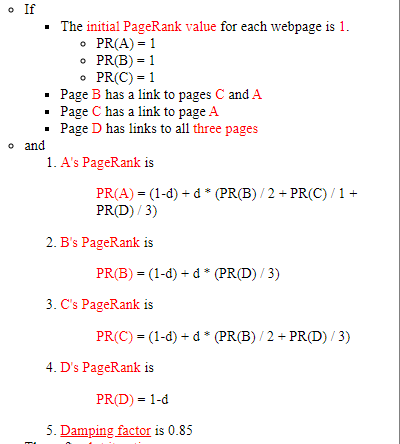 If
The initial PageRank value for each webpage is 1.
PR(A) = 1
PR(B) = 1
PR(C) = 1
Page B has a link to pages C and A
Page C has a link to page A
Page D has links to all three pages
and
1. A's PageRank is
PR(A) = (1-d) + d * (PR(B) / 2 + PR(C) / 1 +
PR(D) / 3)
2. B's PageRank is
PR(B) = (1-d) + d * (PR(D) / 3)
3. C's PageRank is
PR(C) = (1-d) + d * (PR(B) / 2 + PR(D) / 3)
4. D's PageRank is
PR(D) = 1-d
5. Damping factor is 0.85